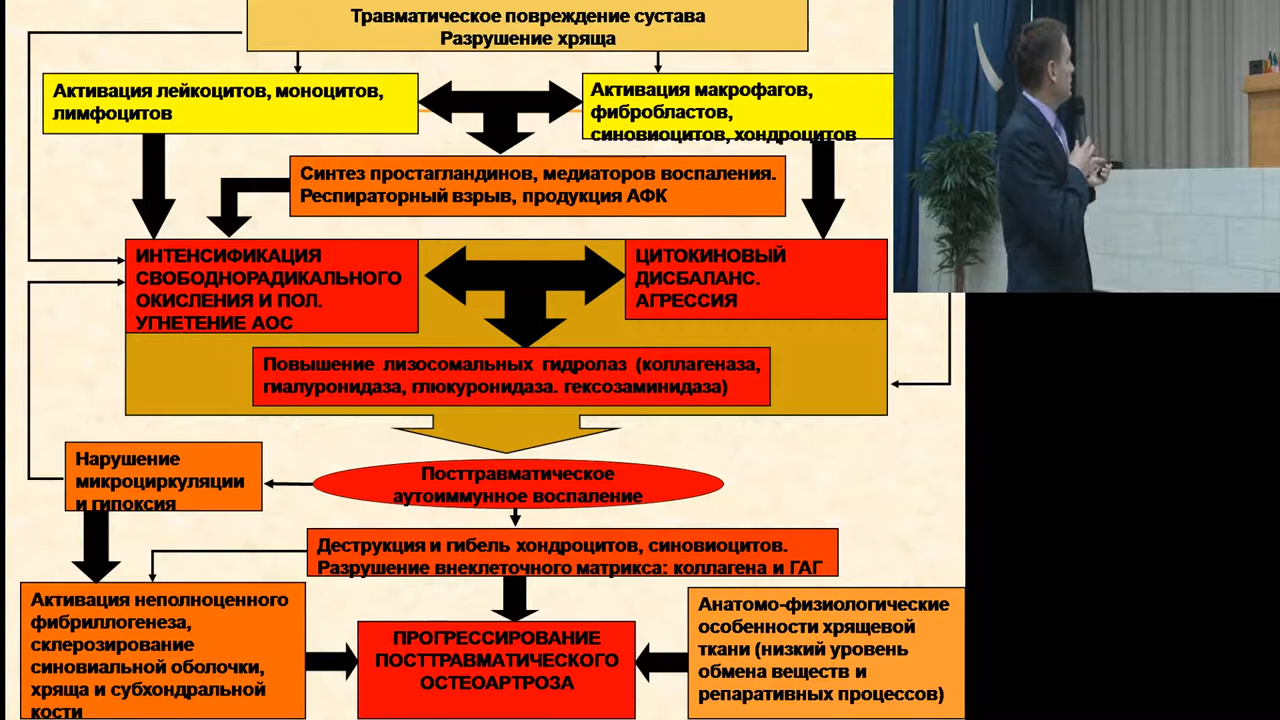 Травматическое повреждение сустава
Разрушение хряща
Активация лейкоцитов, моноцитов,
лимфоцитов
Активация макрофагов,
фибробластов,
синовиоцитов, хондроцитов
Синтез простагландинов, медиаторов воспаления.
Респираторный взрыв, продукция АФК
ИНТЕНСИФИКАЦИЯ
СВОБОДНОРАДИКАЛЬНОГО
ОКИСЛЕНИЯ И ПОЛ.
УГНЕТЕНИЕ АОС
ЦИТОКИНОВЫЙ
ДИСБАЛАНС.
АГРЕССИЯ
Повышение лизосомальных гидролаз (коллагеназа,
гиалуронидаза, глюкуронидаза. гексозаминидаза)
Нарушение
микроциркуляции
и гипоксия
Посттравматическое
аутоиммунное воспаление
Деструкция и гибель хондроцитов, синовиоцитов.
Разрушение внеклеточного матрикса: коллагена и ГАГ
Активация неполноценного
фибриллогенеза,
склерозирование
синовиальной оболочки,
хряща и субхондральной
кости
ПРОГРЕССИРОВАНИЕ
ПОСТТРАВМАТИЧЕСКОГО
ОСТЕОАРТРОЗА
Анатомо-физиологические
особенности хрящевой
ткани (низкий уровень
обмена веществ и
репаративных процессов)